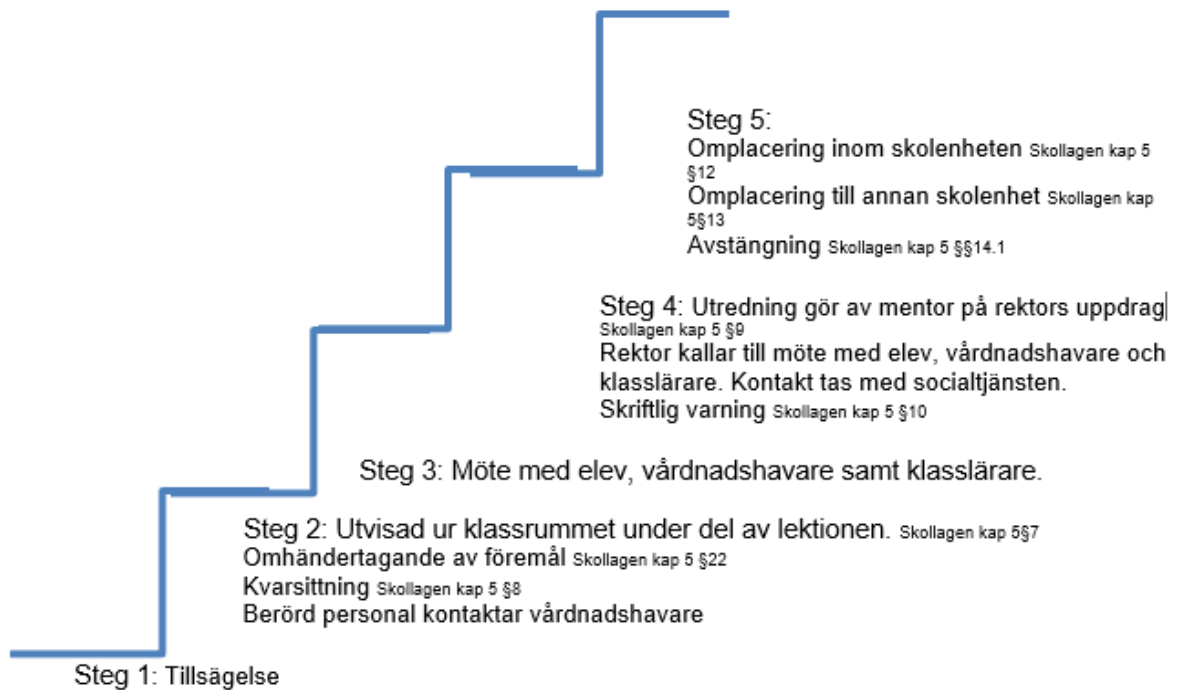 Steg 5:
Omplacering inom skolenheten Skollagen kap 5
§12
Omplacering till annan skolenhet Skollagen kap
5§13
Avstängning Skollagen kap 5 §§14.1
Steg 4: Utredning gör av mentor på rektors uppdrag
Skollagen kap 5 §9
Rektor kallar till möte med elev, vårdnadshavare och
klasslärare. Kontakt tas med socialtjänsten.
Skriftlig varning Skollagen kap 5 §10
Steg 3: Möte med elev, vårdnadshavare samt klasslärare.
Steg 2: Utvisad ur klassrummet under del av lektionen. Skollagen kap 5§7
Omhändertagande av föremål Skollagen kap 5 §22
Kvarsittning Skollagen kap 5 §8
Berörd personal kontaktar vårdnadshavare
Steg 1: Tillsägelse